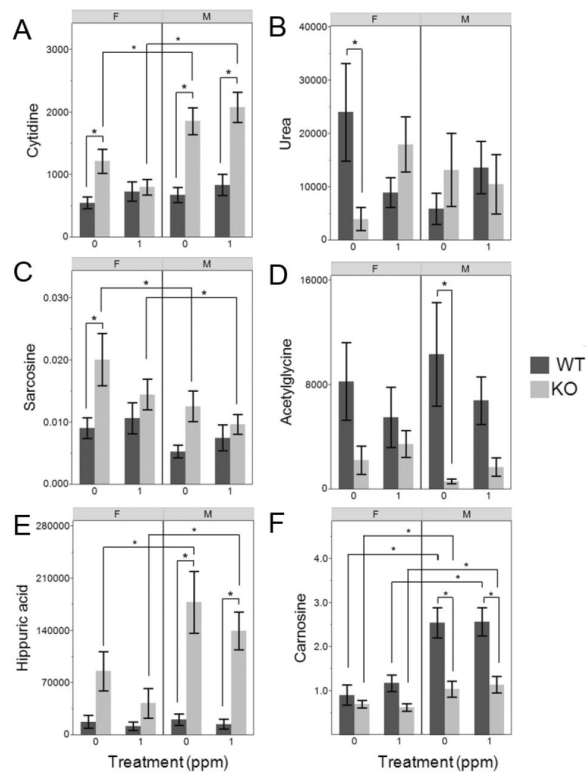 A
F M
Cytidine
3000
2000
1000
0
* * * * *
0 1 0 1
B
F M
Urea
40000
30000
20000
10000
0
*
0 1 0 1
C
F M
Sarcosine
0.030
0.020
0.010
0.000
* * *
0 1 0 1
D
F M
Acetylglycine
16000
8000
0
*
0 1 0 1
WT
KO
E
F M
Hippuric acid
280000
210000
140000
70000
0
* * * *
0 1 0 1
Treatment (ppm)
F
F M
Carnosine
4.0
3.0
2.0
1.0
* * * * * *
0 1 0 1
Treatment (ppm)